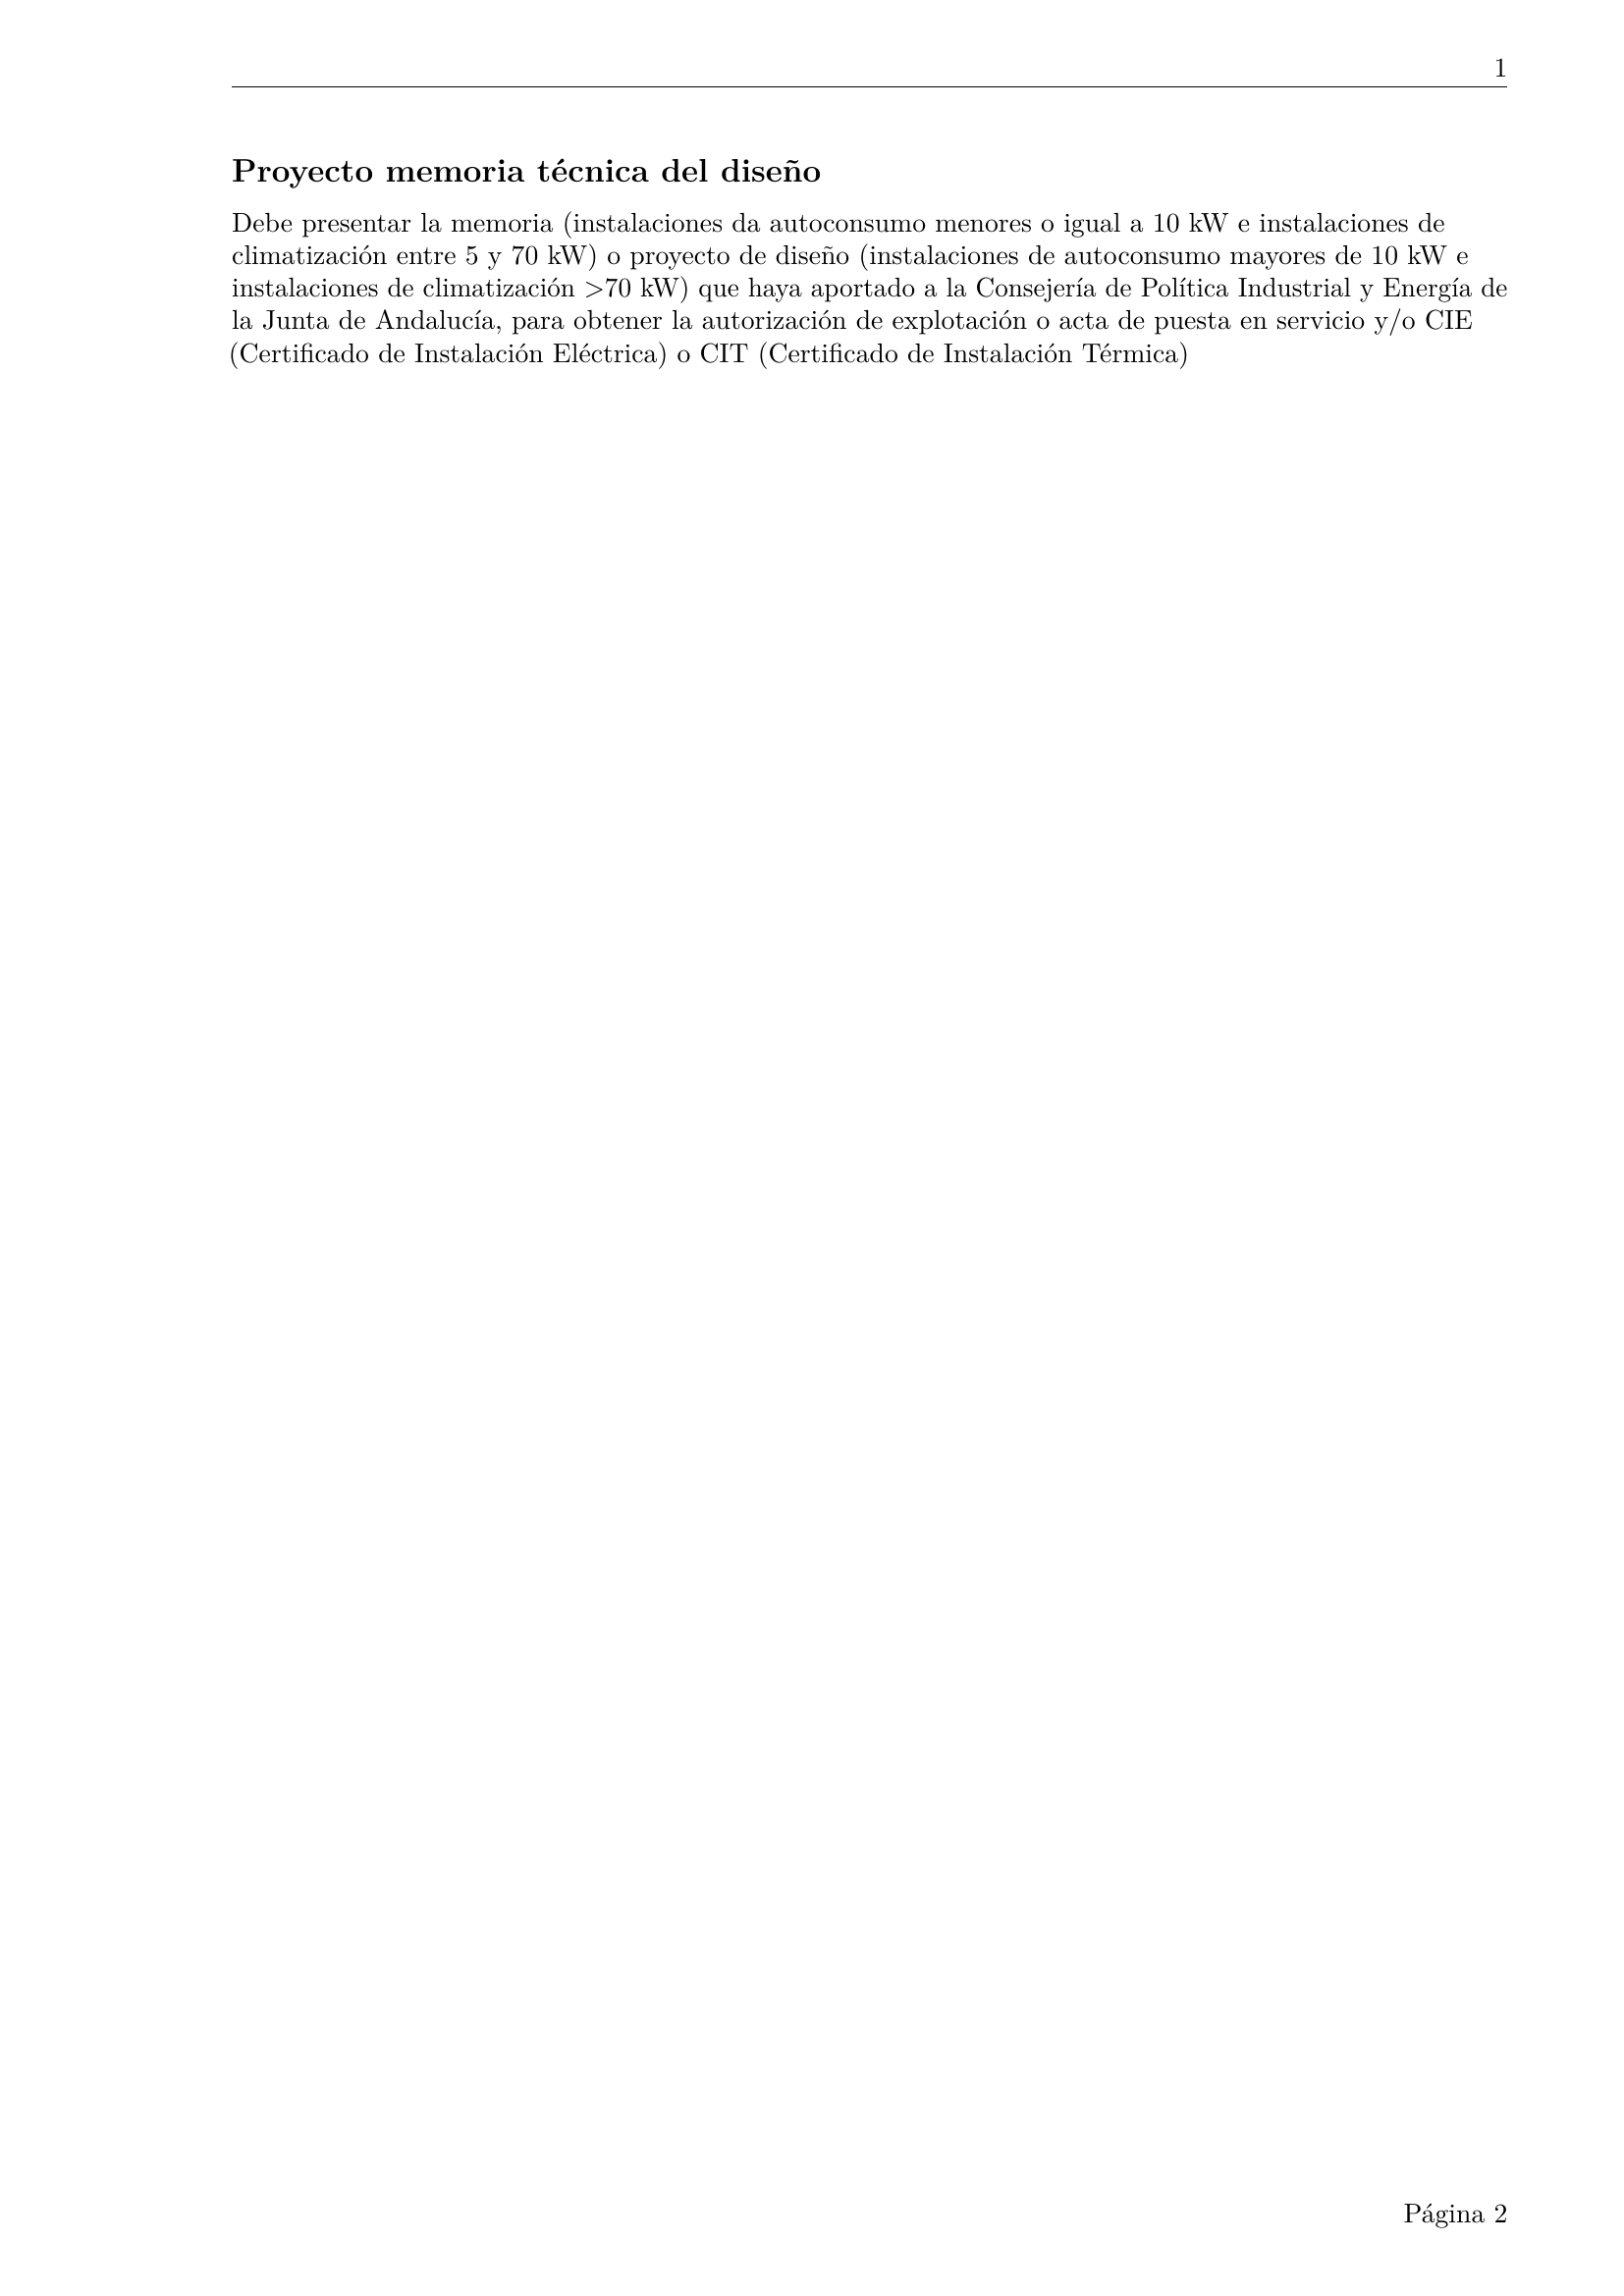 1
Proyecto memoria técnica del diseño
Debe presentar la memoria (instalaciones da autoconsumo menores o igual a 10 kW e instalaciones de
climatización entre 5 y 70 kW) o proyecto de diseño (instalaciones de autoconsumo mayores de 10 kW e
instalaciones de climatización >70 kW) que haya aportado a la Consejería de Política Industrial y Energía de
la Junta de Andalucía, para obtener la autorización de explotación o acta de puesta en servicio y/o CIE
(Certificado de Instalación Eléctrica) o CIT (Certificado de Instalación Térmica)
Página 2